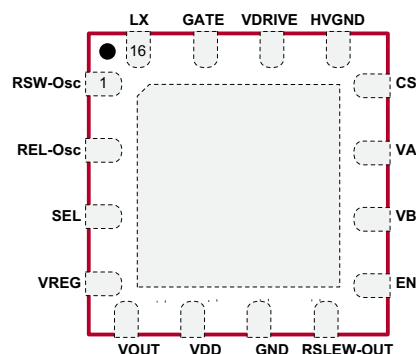 LX GATE VDRIVE HVGND
16
RSW-Osc 1 CS
REL-Osc VA
SEL VB
VREG EN
VOUT VDD GND RSLEW-OUT